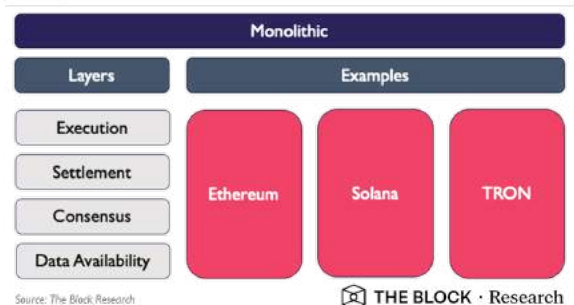 Monolithic
Layers
Examples
Execution
Settlement
Consensus
Data Availability
Ethereum
Solana
TRON
Source: The Block Research
THE BLOCK · Research